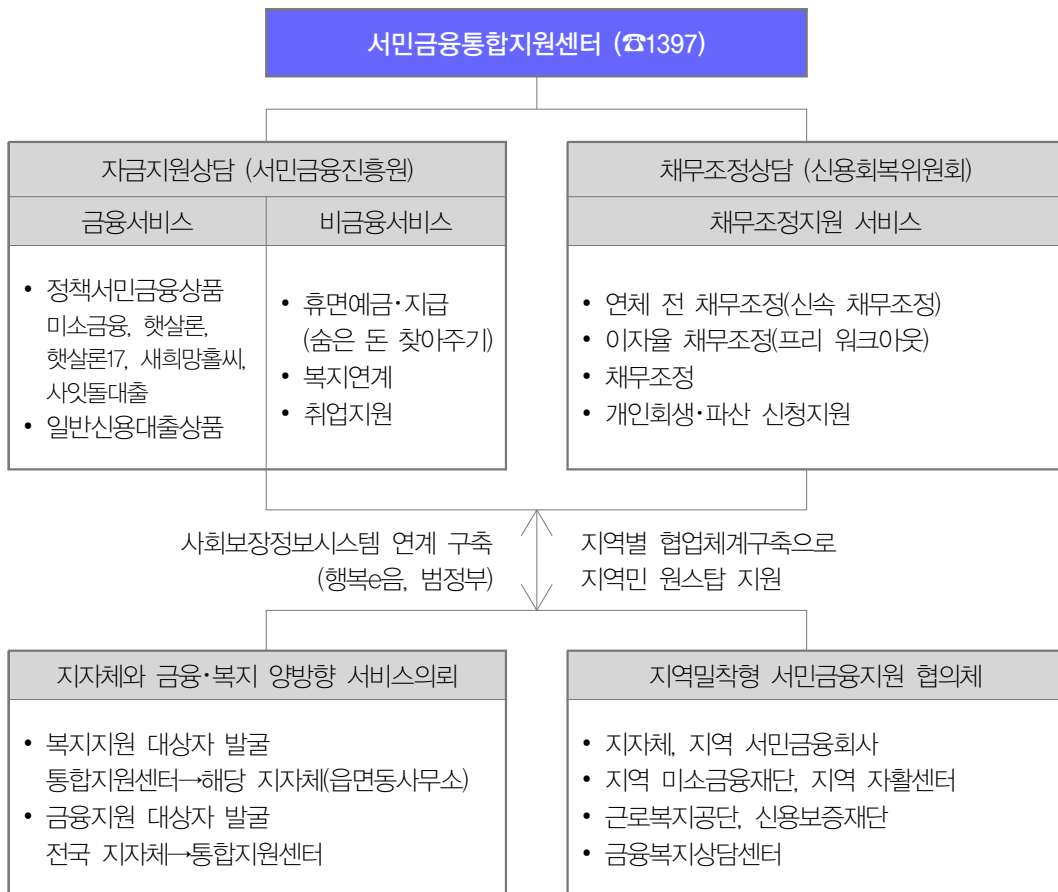 서민금융통합지원센터 (☎1397)
자금지원상담 (서민금융진흥원)
금융서비스
비금융서비스
• 정책서민금융상품
미소금융, 햇살론,
햇살론17, 새희망홀씨,
사잇돌대출
• 일반신용대출상품
• 휴면예금·지급
(숨은 돈 찾아주기)
• 복지연계
• 취업지원
채무조정상담 (신용회복위원회)
채무조정지원 서비스
• 연체 전 채무조정(신속 채무조정)
• 이자율 채무조정(프리 워크아웃)
• 채무조정
• 개인회생·파산 신청지원
사회보장정보시스템 연계 구축
(행복e음, 범정부)
지역별 협업체계구축으로
지역민 원스탑 지원
지자체와 금융·복지 양방향 서비스의뢰
• 복지지원 대상자 발굴
통합지원센터→해당 지자체(읍면동사무소)
• 금융지원 대상자 발굴
전국 지자체→통합지원센터
지역밀착형 서민금융지원 협의체
• 지자체, 지역 서민금융회사
• 지역 미소금융재단, 지역 자활센터
• 근로복지공단, 신용보증재단
• 금융복지상담센터